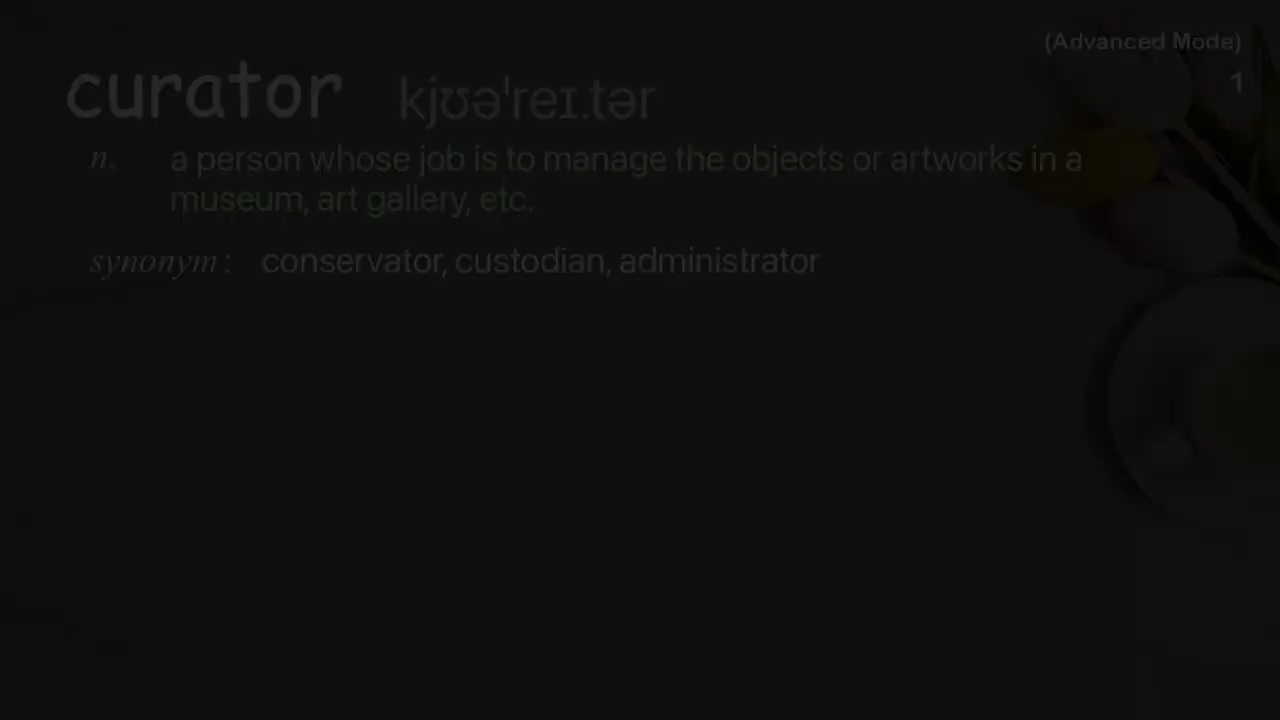 (Advanced Mode)
curator kjʊəˈreɪ.tər
1
n. a person whose job is to manage the objects or artworks in a
museum, art gallery, etc.
synonym: conservator, custodian, administrator